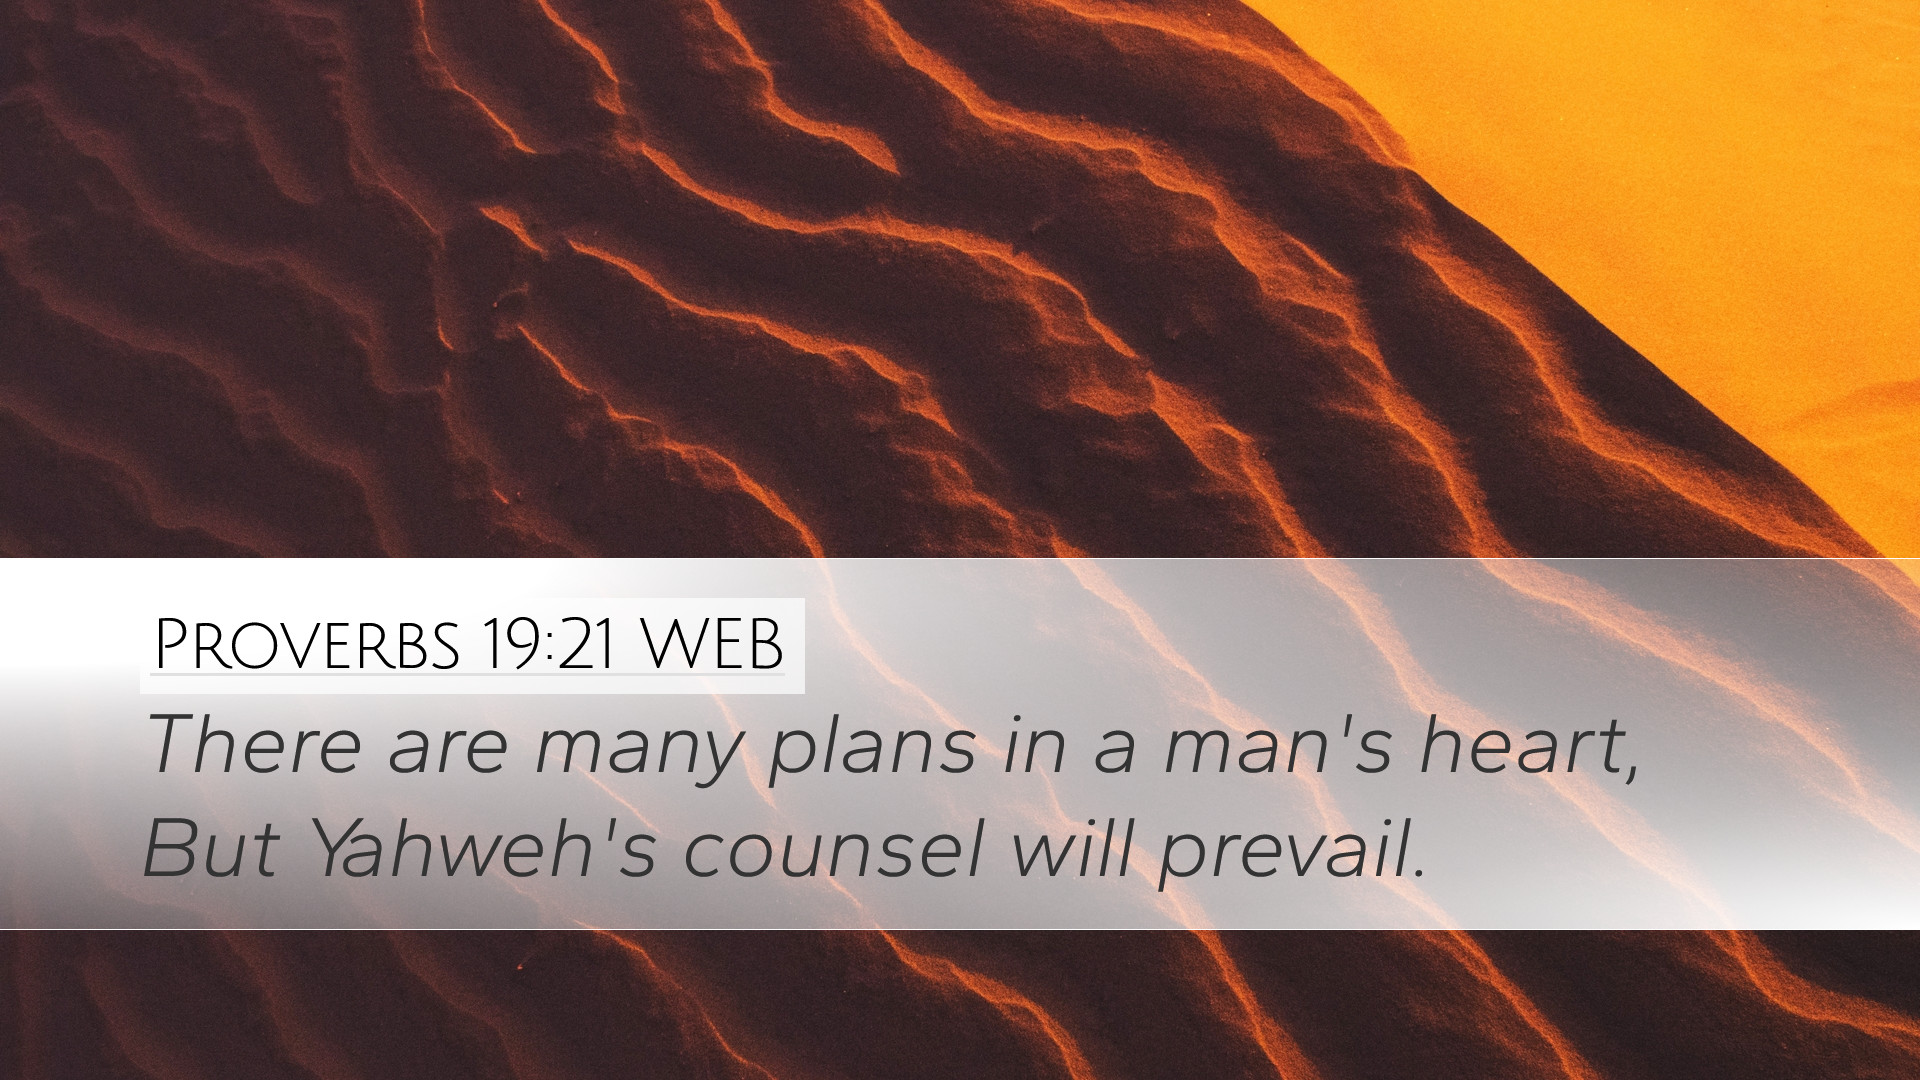 Proverbs 19:21 WEB
There are many plans in a man's heart,
But Yahweh's counsel will prevail.